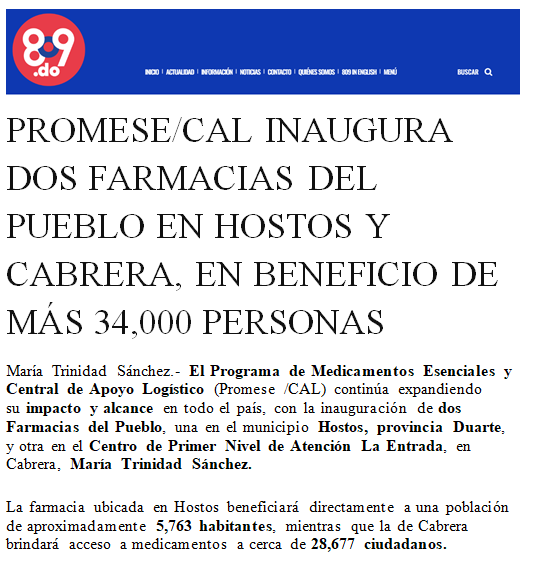 809
.do
INICIO | ACTUALIDAD | INFORMACIÓN | NOTICIAS | CONTACTO | QUIÉNES SOMOS | 809 IN ENGLISH | MENÚ
BUSCAR
PROMESE/CAL INAUGURA
DOS FARMACIAS DEL
PUEBLO EN HOSTOS Y
CABRERA, EN BENEFICIO DE
MÁS 34,000 PERSONAS
María Trinidad Sánchez.- El Programa de Medicamentos Esenciales y
Central de Apoyo Logístico (Promese /CAL) continúa expandiendo
su impacto y alcance en todo el país, con la inauguración de dos
Farmacias del Pueblo, una en el municipio Hostos, provincia Duarte,
y otra en el Centro de Primer Nivel de Atención La Entrada, en
Cabrera, María Trinidad Sánchez.
La farmacia ubicada en Hostos beneficiará directamente a una población
de aproximadamente 5,763 habitantes, mientras que la de Cabrera
brindará acceso a medicamentos a cerca de 28,677 ciudadanos.